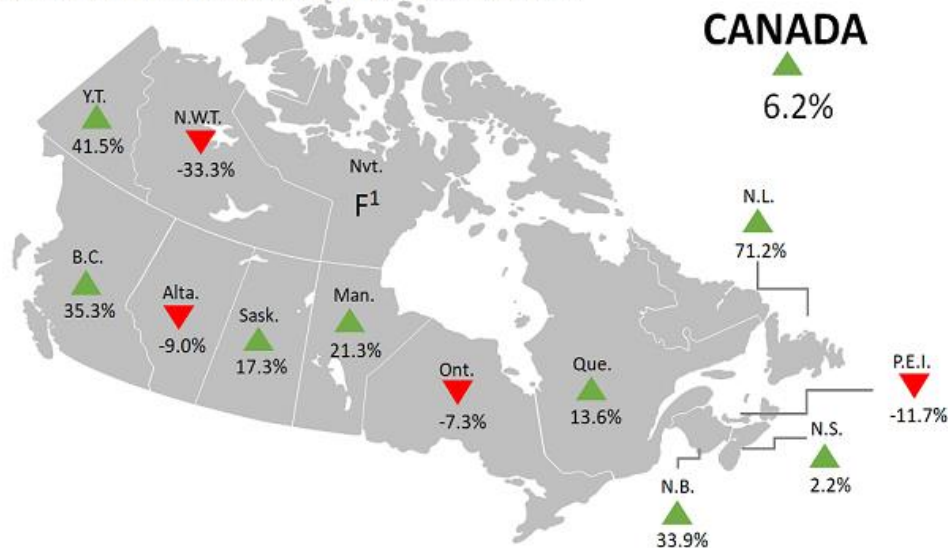 CANADA
6.2%
Y.T.
41.5%
N.W.T.
-33.3%
Nvt.
F¹
N.L.
71.2%
B.C.
35.3%
Alta.
-9.0%
Sask.
17.3%
Man.
21.3%
Ont.
-7.3%
Que.
13.6%
P.E.I.
-11.7%
N.S.
2.2%
N.B.
33.9%